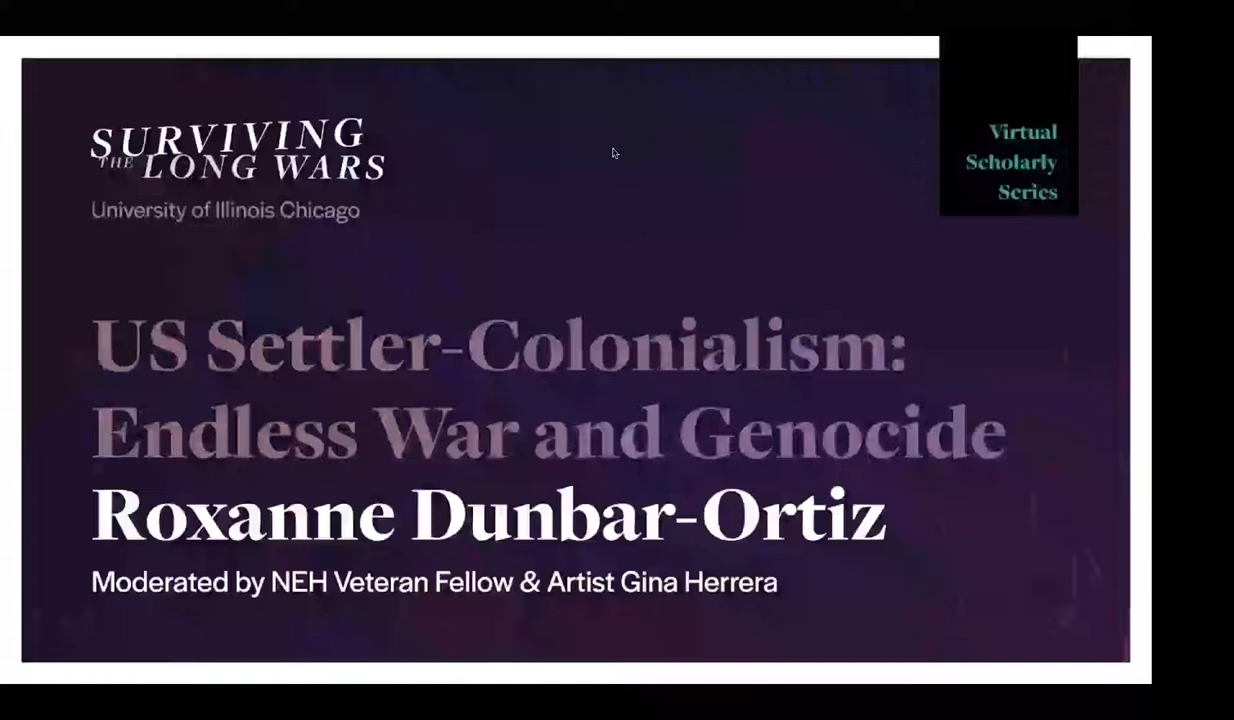 SURVIVING
THE LONG WARS
University of Illinois Chicago
Virtual
Scholarly
Series
US Settler-Colonialism:
Endless War and Genocide
Roxanne Dunbar-Ortiz
Moderated by NEH Veteran Fellow & Artist Gina Herrera